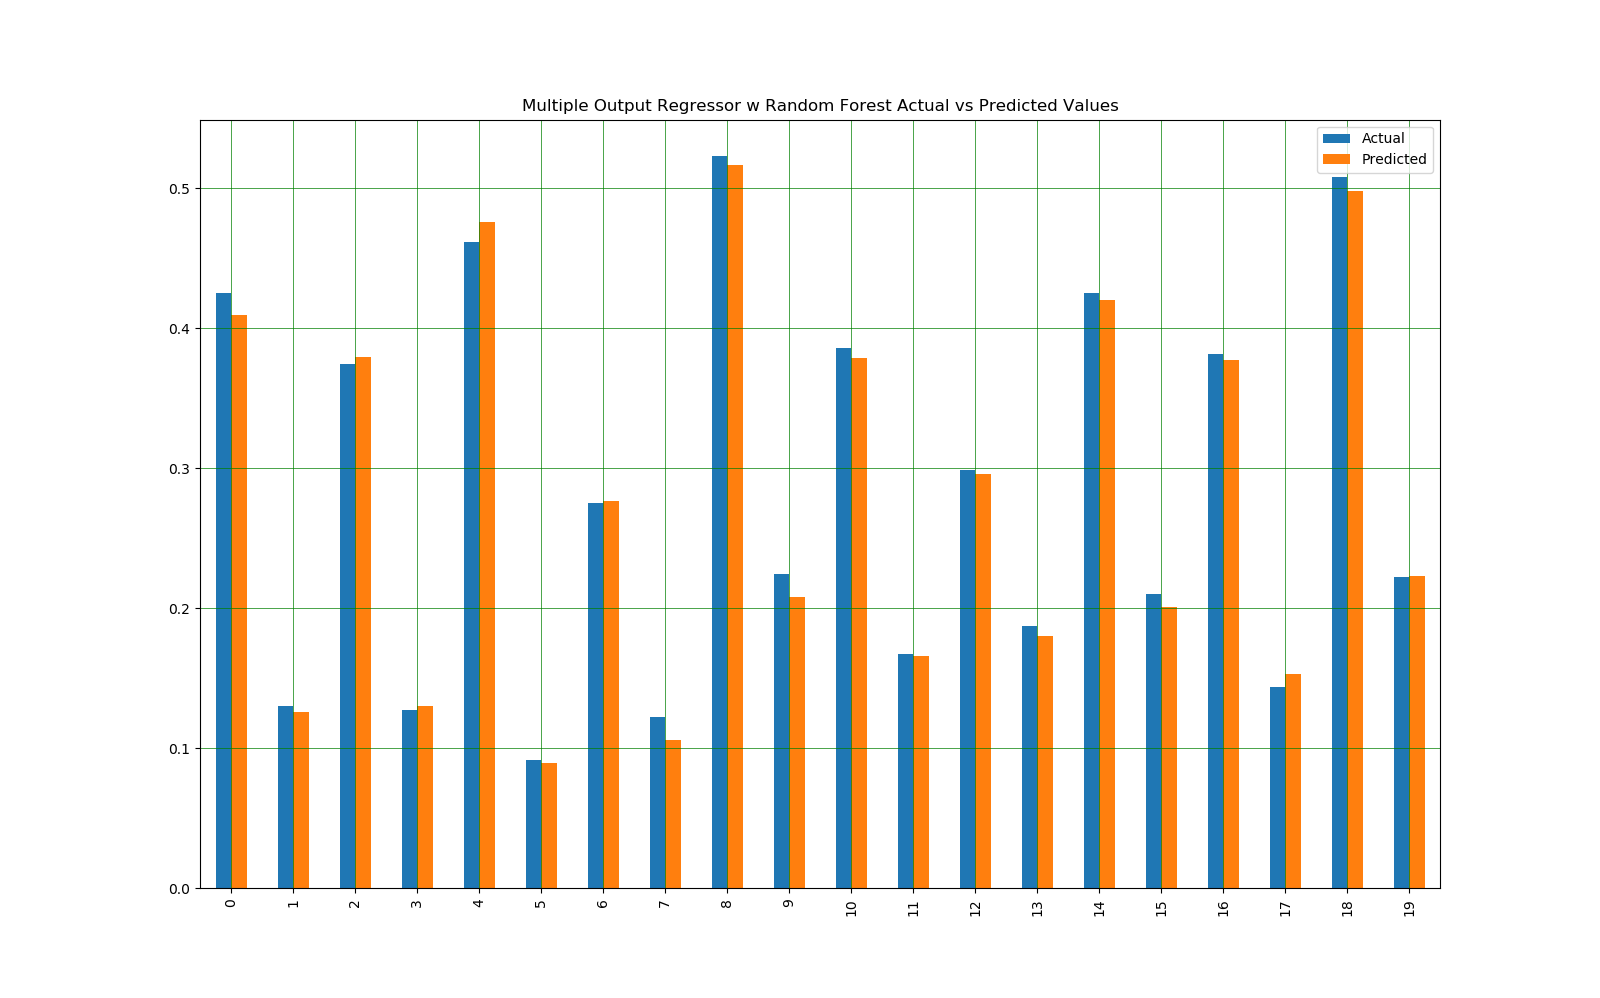 Multiple Output Regressor w Random Forest Actual vs Predicted Values
Actual
Predicted
0.5
0.4
0.3
0.2
0.1
0.0
0 1 2 3 4 5 6 7 8 9 10 11 12 13 14 15 16 17 18 19